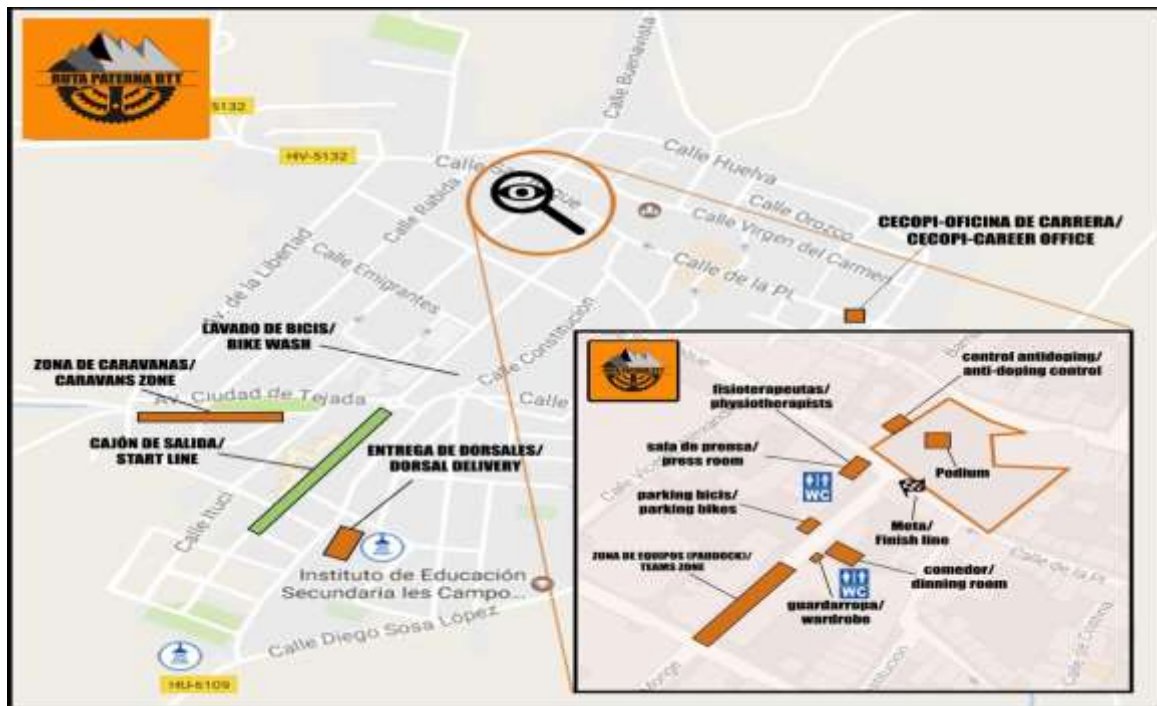 RUTA PATERNA BTT
5132
HV-5132
Calle Buenavista
Calle Huelva
Calle Rabida
Calle Orozco
Calle Virgen del Carmen
Calle de la Pl.
CECOPI-OFICINA DE CARRERA/
CECOPI-CAREER OFFICE
Av. de la Libertad
Calle Emigrantes
Calle Constitución
LAVADO DE BICIS/
BIKE WASH
ZONA DE CARAVANAS/
CARAVANS ZONE
Av. Ciudad de Tejada
Calle
CAJÓN DE SALIDA/
START LINE
ENTREGA DE DORSALES/
DORSAL DELIVERY
Calle Ituci
Instituto de Educación
Secundaria Ies Campo...
Calle Diego Sosa López
HU-6109
control antidoping/
anti-doping control
fisioterapeutas/
physiotherapists
sala de prensa/
press room
Podium
WC
parking bicis/
parking bikes
Meta/
Finish line
ZONA DE EQUIPOS (PADDOCK)/
TEAMS ZONE
comedor/
dinning room
WC
guardarropa/
wardrobe
Calle de la Pl
Monge